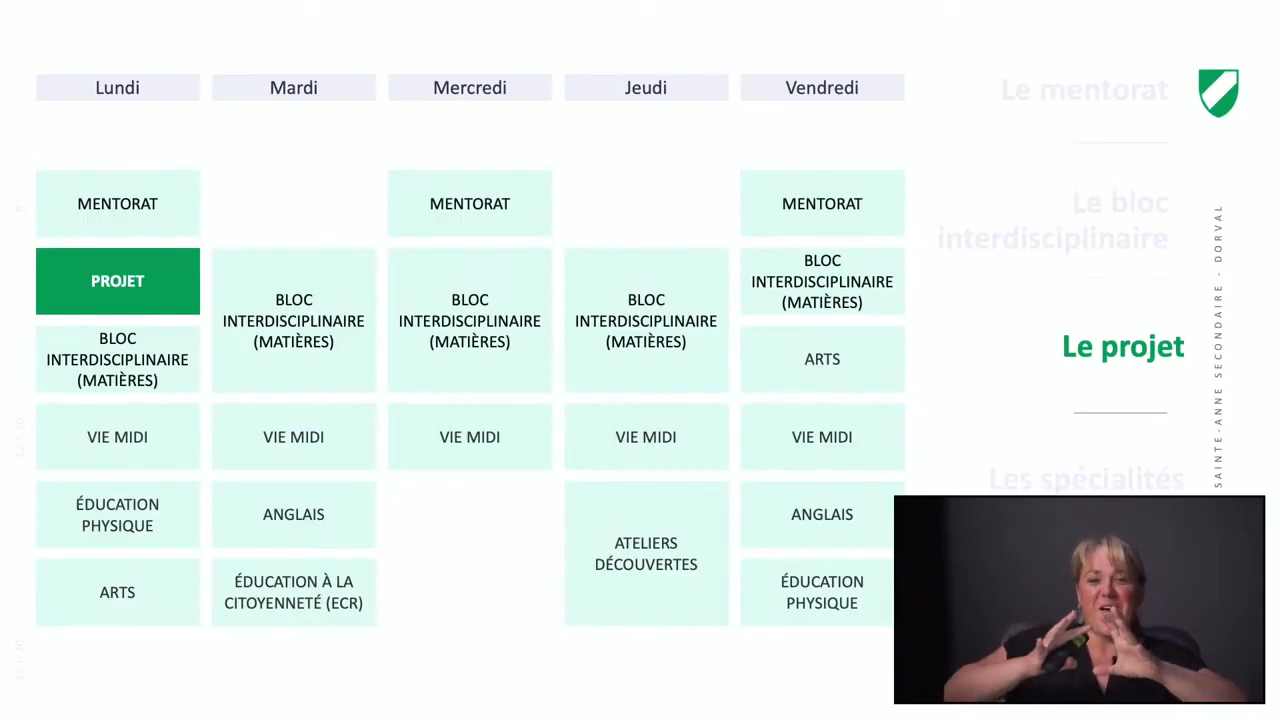 Lundi
Mardi
Mercredi
Jeudi
Vendredi
Le mentorat
MENTORAT
MENTORAT
MENTORAT
Le bloc
interdisciplinaire
PROJET
BLOC
INTERDISCIPLINAIRE
(MATIÈRES)
BLOC
INTERDISCIPLINAIRE
(MATIÈRES)
BLOC
INTERDISCIPLINAIRE
(MATIÈRES)
BLOC
INTERDISCIPLINAIRE
(MATIÈRES)
BLOC
INTERDISCIPLINAIRE
(MATIÈRES)
ARTS
Le projet
VIE MIDI
VIE MIDI
VIE MIDI
VIE MIDI
VIE MIDI
Les spécialités
ÉDUCATION
PHYSIQUE
ANGLAIS
ATELIERS
DÉCOUVERTES
ANGLAIS
ARTS
ÉDUCATION À LA
CITOYENNETÉ (ECR)
ÉDUCATION
PHYSIQUE
SAINTE-ANNE SECONDAIRE - DORVAL